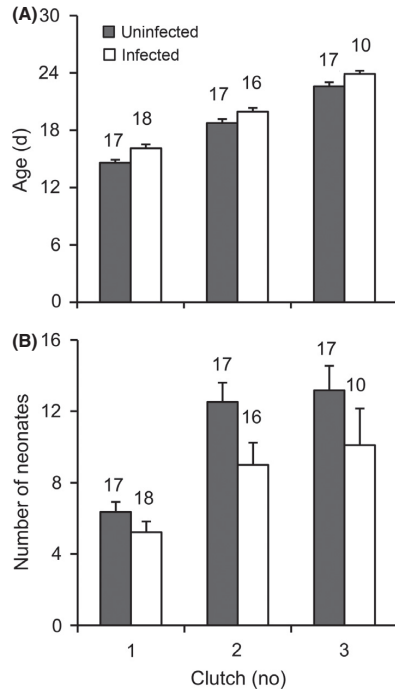 (A)
30
24
18
12
6
0
Age (d)
Uninfected
Infected
17 18
17 16
17 10
(B)
16
12
8
4
0
Number of neonates
17 18
17 16
17 10
1 2 3
Clutch (no)